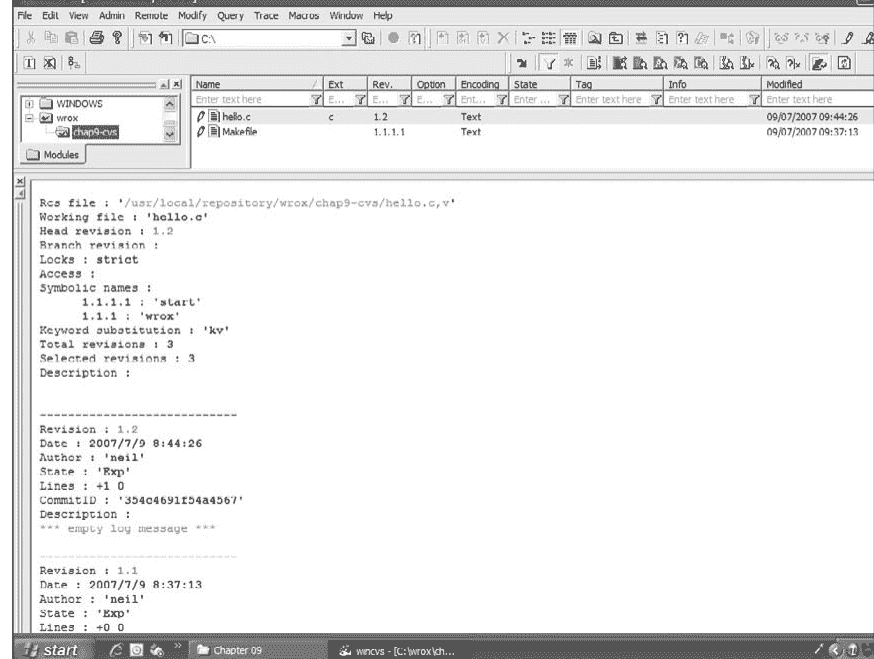 File Edit View Admin Remote Modify Query Trace Macros Window Help
C:\
Name Ext Rev. Option Encoding State Tag Info Modified
Enter text here E... E... E... Ent... Enter ... Enter text here Enter text here Enter text here
WINDOWS
wrox
chap9-cvs
Modules
hello.c c 1.2 Text 09/07/2007 09:44:26
Makefile 1.1.1.1 Text 09/07/2007 09:37:13
Rcs file : '/usr/local/repository/wrox/chap9-cvs/hello.c,v'
Working file : 'hello.c'
Head revision : 1.2
Branch revision :
Locks : strict
Access :
Symbolic names :
1.1.1.1 : 'start'
1.1.1 : 'wrox'
Keyword substitution : 'kv'
Total revisions : 3
Selected revisions : 3
Description :
----------------------------
Revision : 1.2
Date : 2007/7/9 8:44:26
Author : 'neil'
State : 'Exp'
Lines : +1 0
CommitID : '354c4691f54a4567'
Description :
*** empty log message ***
----------------------------
Revision : 1.1
Date : 2007/7/9 8:37:13
Author : 'neil'
State : 'Exp'
Lines : +0 0
start Chapter 09 wincvs - [C:\wrox\ch...